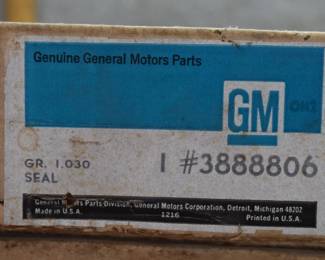 Genuine General Motors Parts
GM
GR. 1.030
SEAL
1 #3888806
General Motors Parts Division, General Motors Corporation, Detroit, Michigan 48202
Made in U.S.A.
1216
Printed in U.S.A.